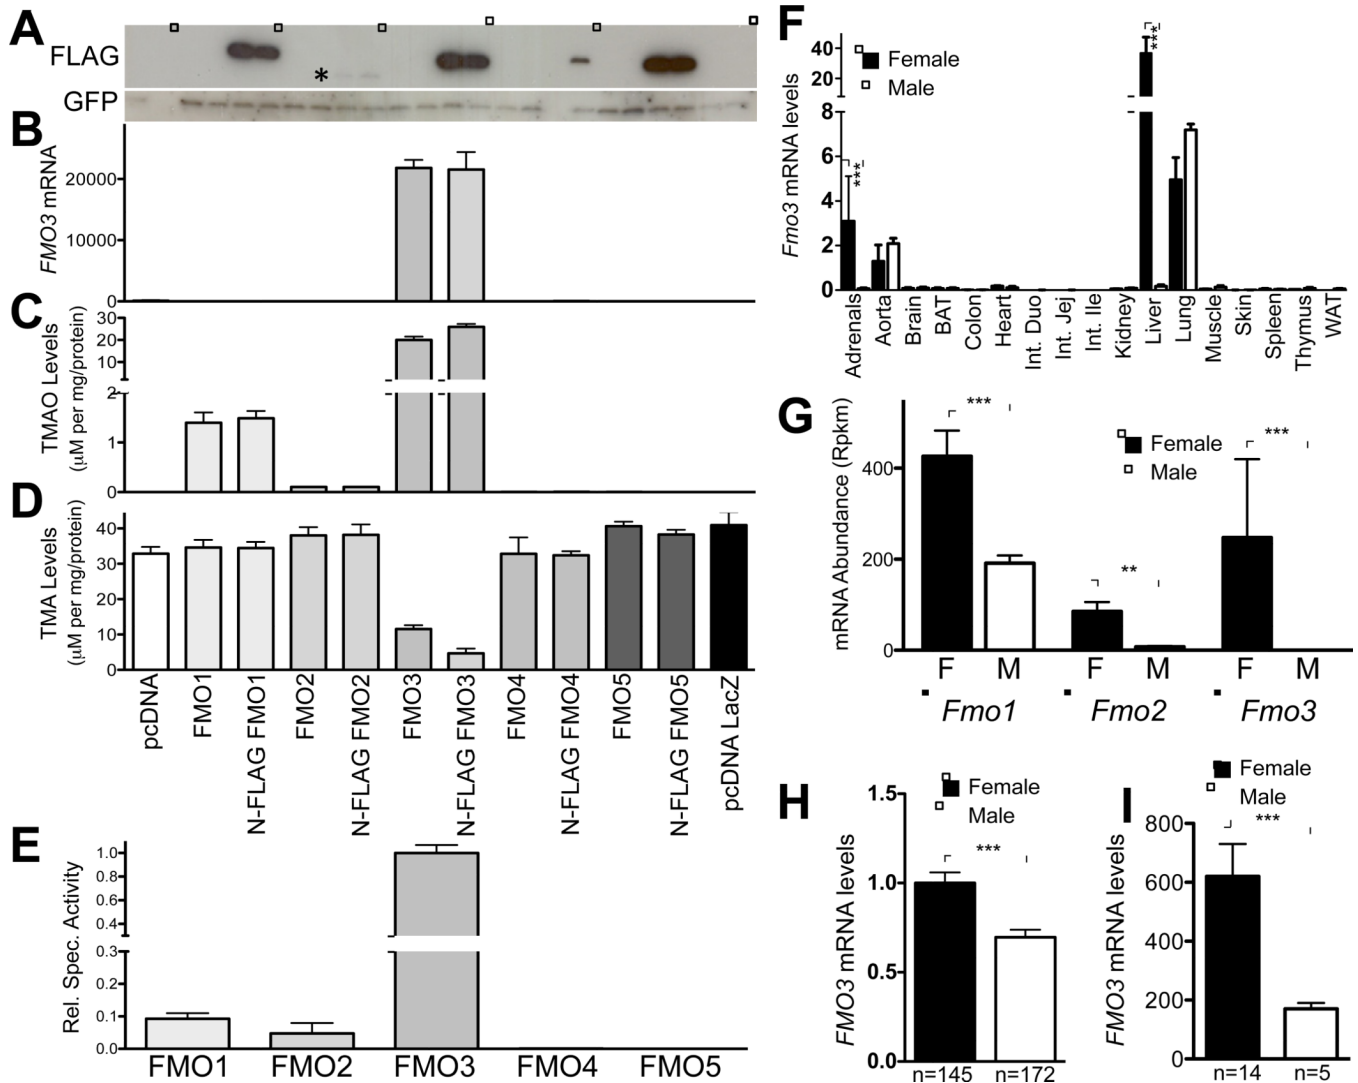 A
FLAG
*
GFP
B
FMO3 mRNA
20000
10000
0
C
TMAO Levels
(μM per mg/protein)
30
20
10
2
1
0
D
TMA Levels
(μM per mg/protein)
40
30
20
10
0
pcDNA
FMO1
N-FLAG FMO1
FMO2
N-FLAG FMO2
FMO3
N-FLAG FMO3
FMO4
N-FLAG FMO4
FMO5
N-FLAG FMO5
pcDNA LacZ
E
Rel. Spec. Activity
1.0
0.8
0.6
0.4
0.3
0.2
0.1
0.0
FMO1 FMO2 FMO3 FMO4 FMO5
F
Fmo3 mRNA levels
40
20
8
6
4
2
0
Female
Male
***
***
Adrenals
Aorta
Brain
BAT
Colon
Heart
Int. Duo
Int. Jej
Int. Ile
Kidney
Liver
Lung
Muscle
Skin
Spleen
Thymus
WAT
G
mRNA Abundance (Rpkm)
400
200
0
Female
Male
***
**
***
F M F M F M
Fmo1 Fmo2 Fmo3
H
FMO3 mRNA levels
1.5
1.0
0.5
0.0
Female
Male
***
n=145 n=172
I
FMO3 mRNA levels
800
600
400
200
0
Female
Male
***
n=14 n=5